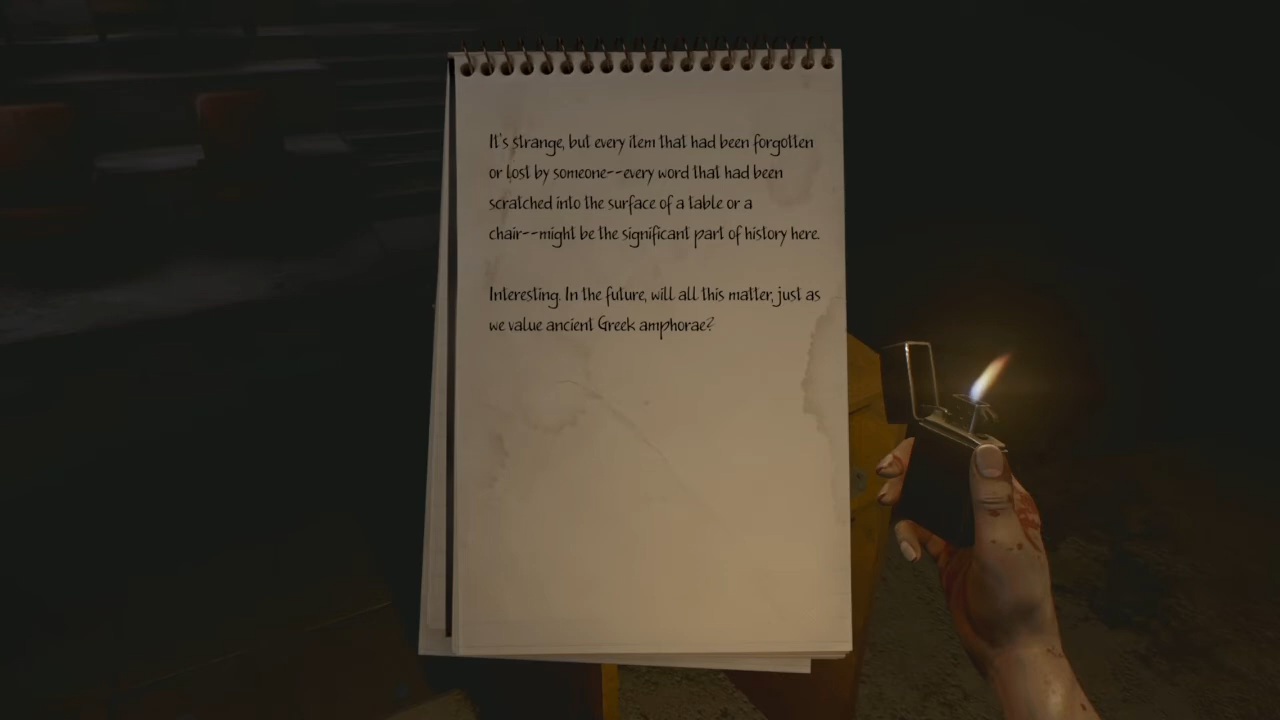 It's strange, but every item that had been forgotten
or lost by someone--every word that had been
scratched into the surface of a table or a
chair--might be the significant part of history here.
Interesting. In the future, will all this matter, just as
we value ancient Greek amphorae?